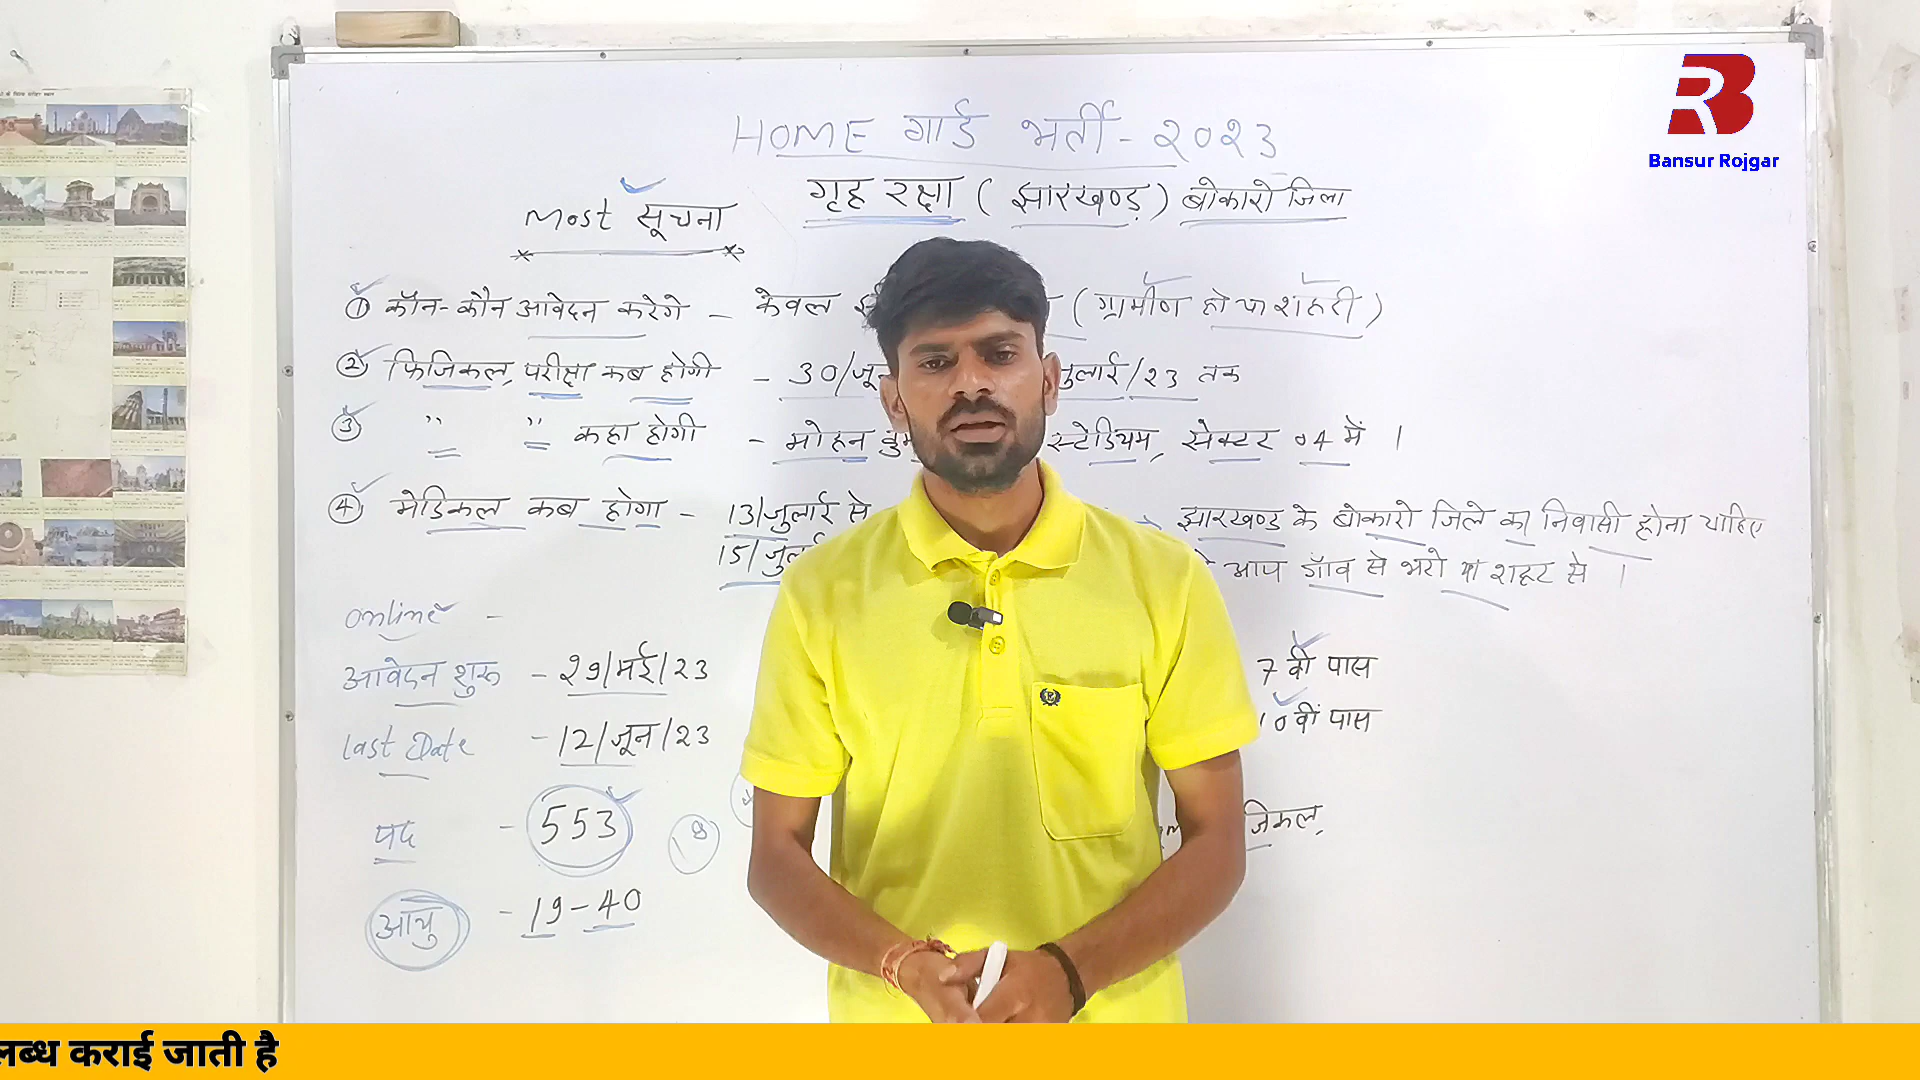 Bansur Rojgar
HOME गार्ड भर्ती - २०२3
गृह रक्षा ( झारखण्ड़ ) बोकारो जिला
Most सूचना
① कौन-कौन आवेदन करेगे - केवल (ग्रामीण हो या शहरी)
② फिजिकल, परीक्षा कब होगी - 30/जून जुलाई/23 तक
③ " " कहा होगी - मोहन स्टेडियम, सेक्टर 04 में ।
④ मेडिकल कब होगा - 13/जुलाई से
15/जुलाई
झारखण्ड के बोकारो जिले का निवासी होना चाहिए
आप गाँव से भरो या शहर से ।
online -
आवेदन शुरू - 29/मई/23
last Date - 12/जून/23
7 वी पास
10 वीं पास
पद - 553
18
जिकल,
आयु - 19-40
लब्ध कराई जाती है